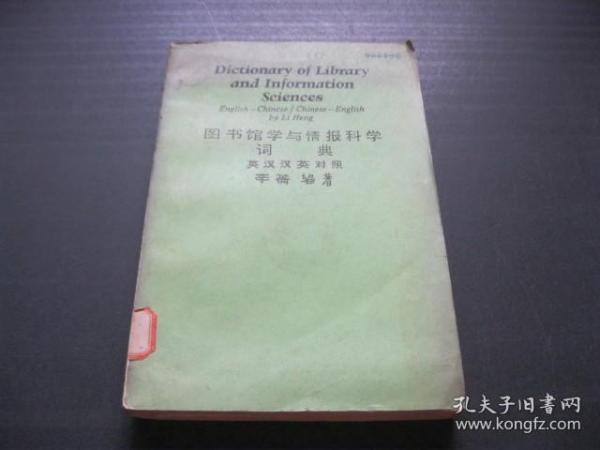 Dictionary of Library
and Information
Sciences
English–Chinese / Chinese–English
by Li Heng
图书馆学与情报科学
词 典
英汉汉英对照
李蘅 编著
孔夫子旧书网
www.kongfz.com